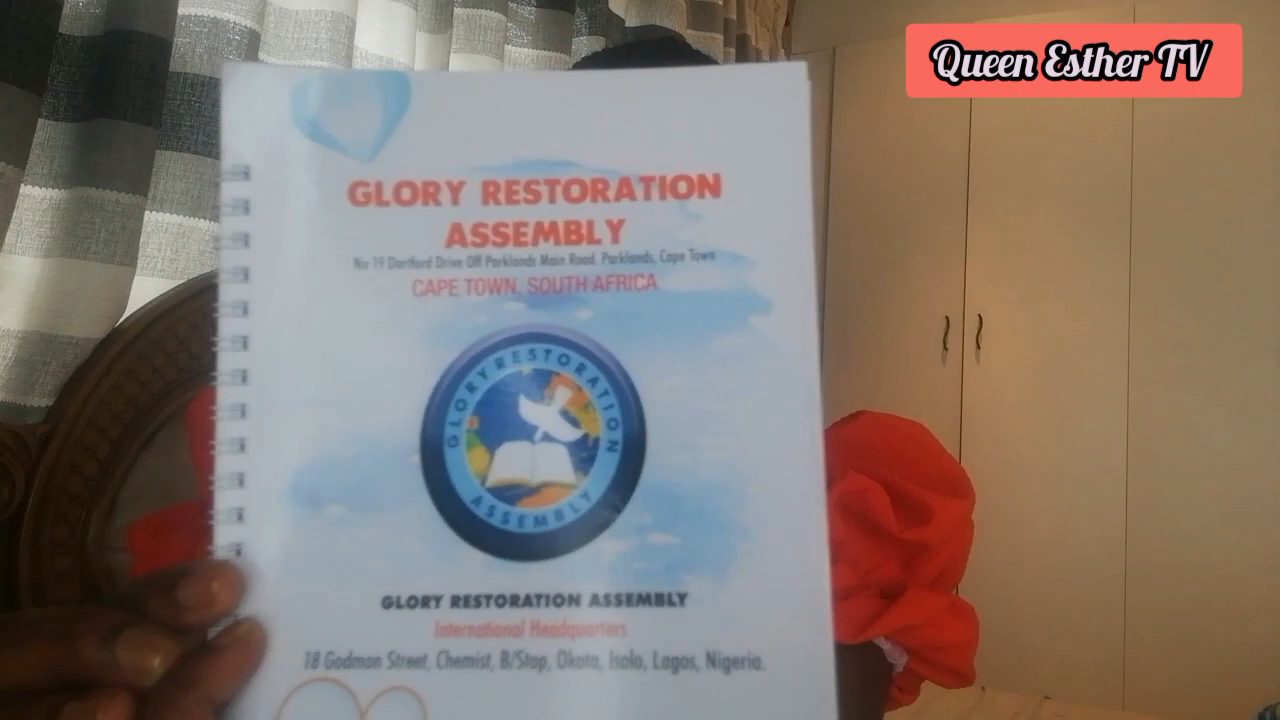 Queen Esther TV
GLORY RESTORATION
ASSEMBLY
No 19 Dartford Drive Off Parklands Main Road, Parklands, Cape Town
CAPE TOWN, SOUTH AFRICA
GLORY RESTORATION
ASSEMBLY
GLORY RESTORATION ASSEMBLY
International Headquarters
18 Godmon Street, Chemist, B/Stop, Okota, Isolo, Lagos, Nigeria.